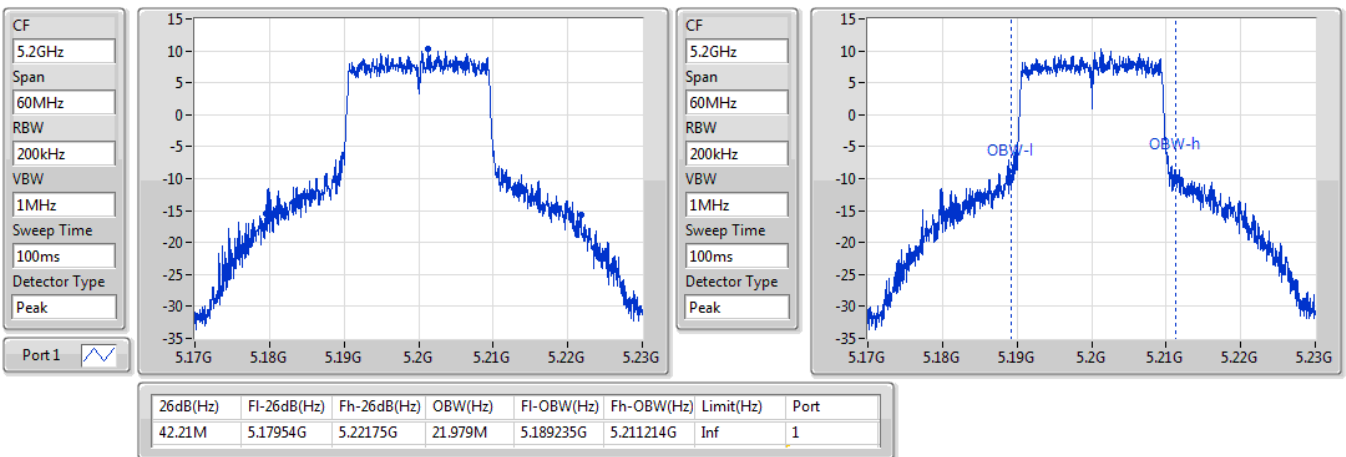 CF
5.2GHz
Span
60MHz
RBW
200kHz
VBW
1MHz
Sweep Time
100ms
Detector Type
Peak
Port 1
15
10
5
0
-5
-10
-15
-20
-25
-30
-35
5.17G 5.18G 5.19G 5.2G 5.21G 5.22G 5.23G
CF
5.2GHz
Span
60MHz
RBW
200kHz
VBW
1MHz
Sweep Time
100ms
Detector Type
Peak
15
10
5
0
-5
-10
-15
-20
-25
-30
-35
OBW-l OBW-h
5.17G 5.18G 5.19G 5.2G 5.21G 5.22G 5.23G
26dB(Hz) Fl-26dB(Hz) Fh-26dB(Hz) OBW(Hz) Fl-OBW(Hz) Fh-OBW(Hz) Limit(Hz) Port
42.21M 5.17954G 5.22175G 21.979M 5.189235G 5.211214G Inf 1